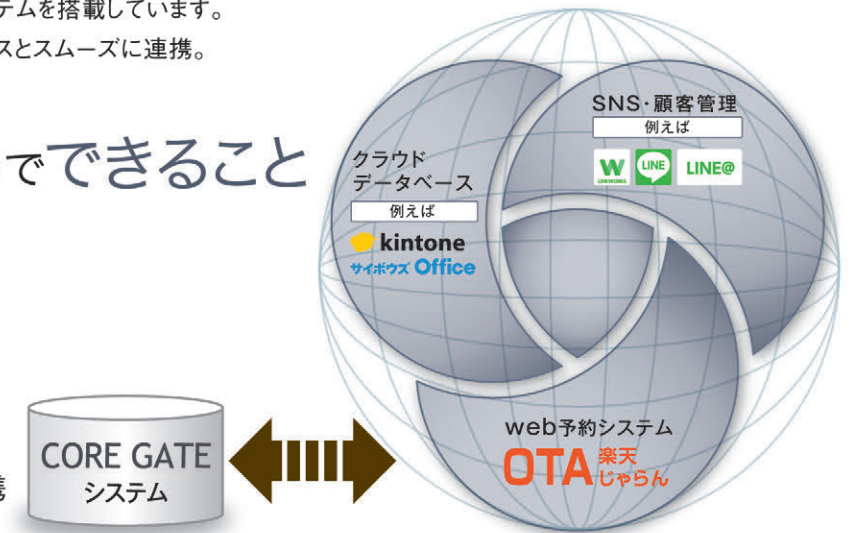 テムを搭載しています。
スとスムーズに連携。
でできること
SNS・顧客管理
例えば
W
LINE WORKS
LINE
LINE@
クラウド
データベース
例えば
kintone
サイボウズ Office
web予約システム
OTA 楽天
じゃらん
CORE GATE
システム
携